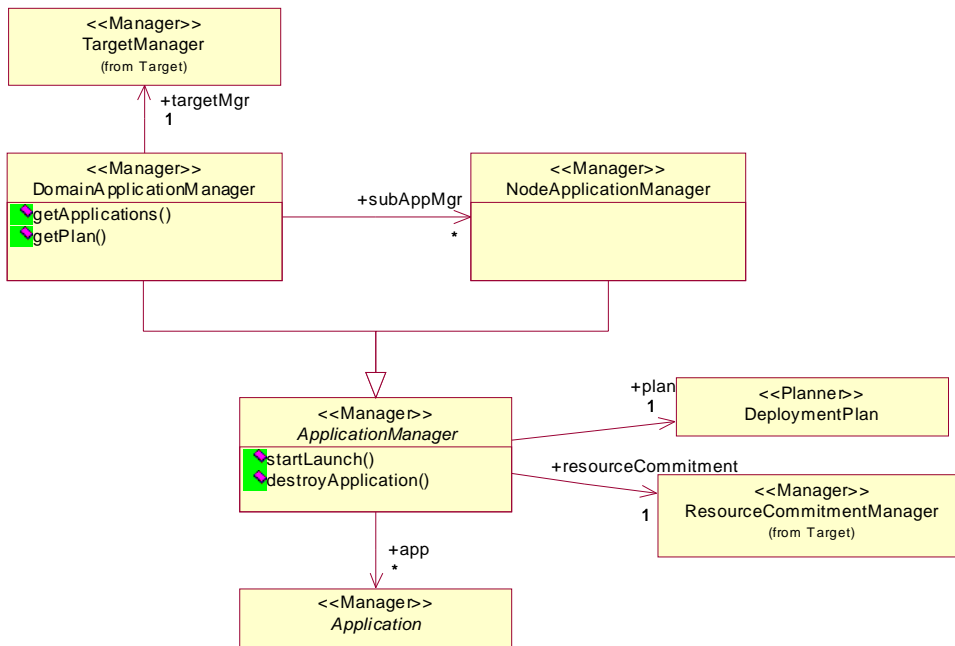 <<Manager>>
TargetManager
(from Target)
+targetMgr
1
<<Manager>>
DomainApplicationManager
getApplications()
getPlan()
+subAppMgr
*
<<Manager>>
NodeApplicationManager
<<Manager>>
ApplicationManager
startLaunch()
destroyApplication()
+plan
1
<<Planner>>
DeploymentPlan
+resourceCommitment
1
<<Manager>>
ResourceCommitmentManager
(from Target)
+app
*
<<Manager>>
Application